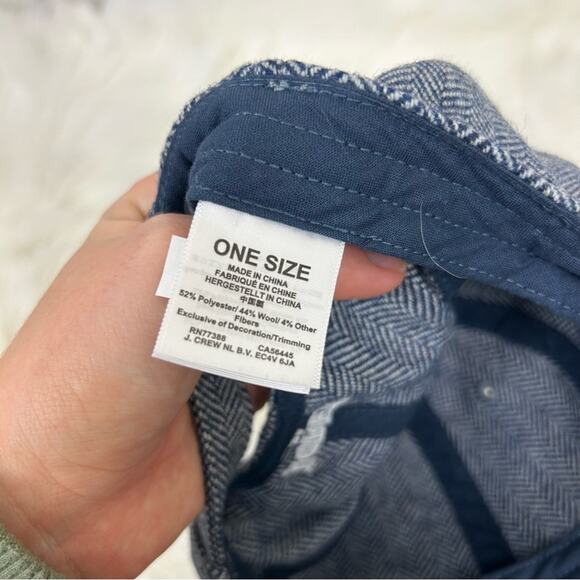 ONE SIZE
MADE IN CHINA
FABRIQUÉ EN CHINE
HERGESTELLT IN CHINA
中国製
52% Polyester/ 44% Wool/ 4% Other
Fibers
Exclusive of Decoration/Trimming
RN77388 CA56445
J. CREW NL B.V. EC4V 6JA